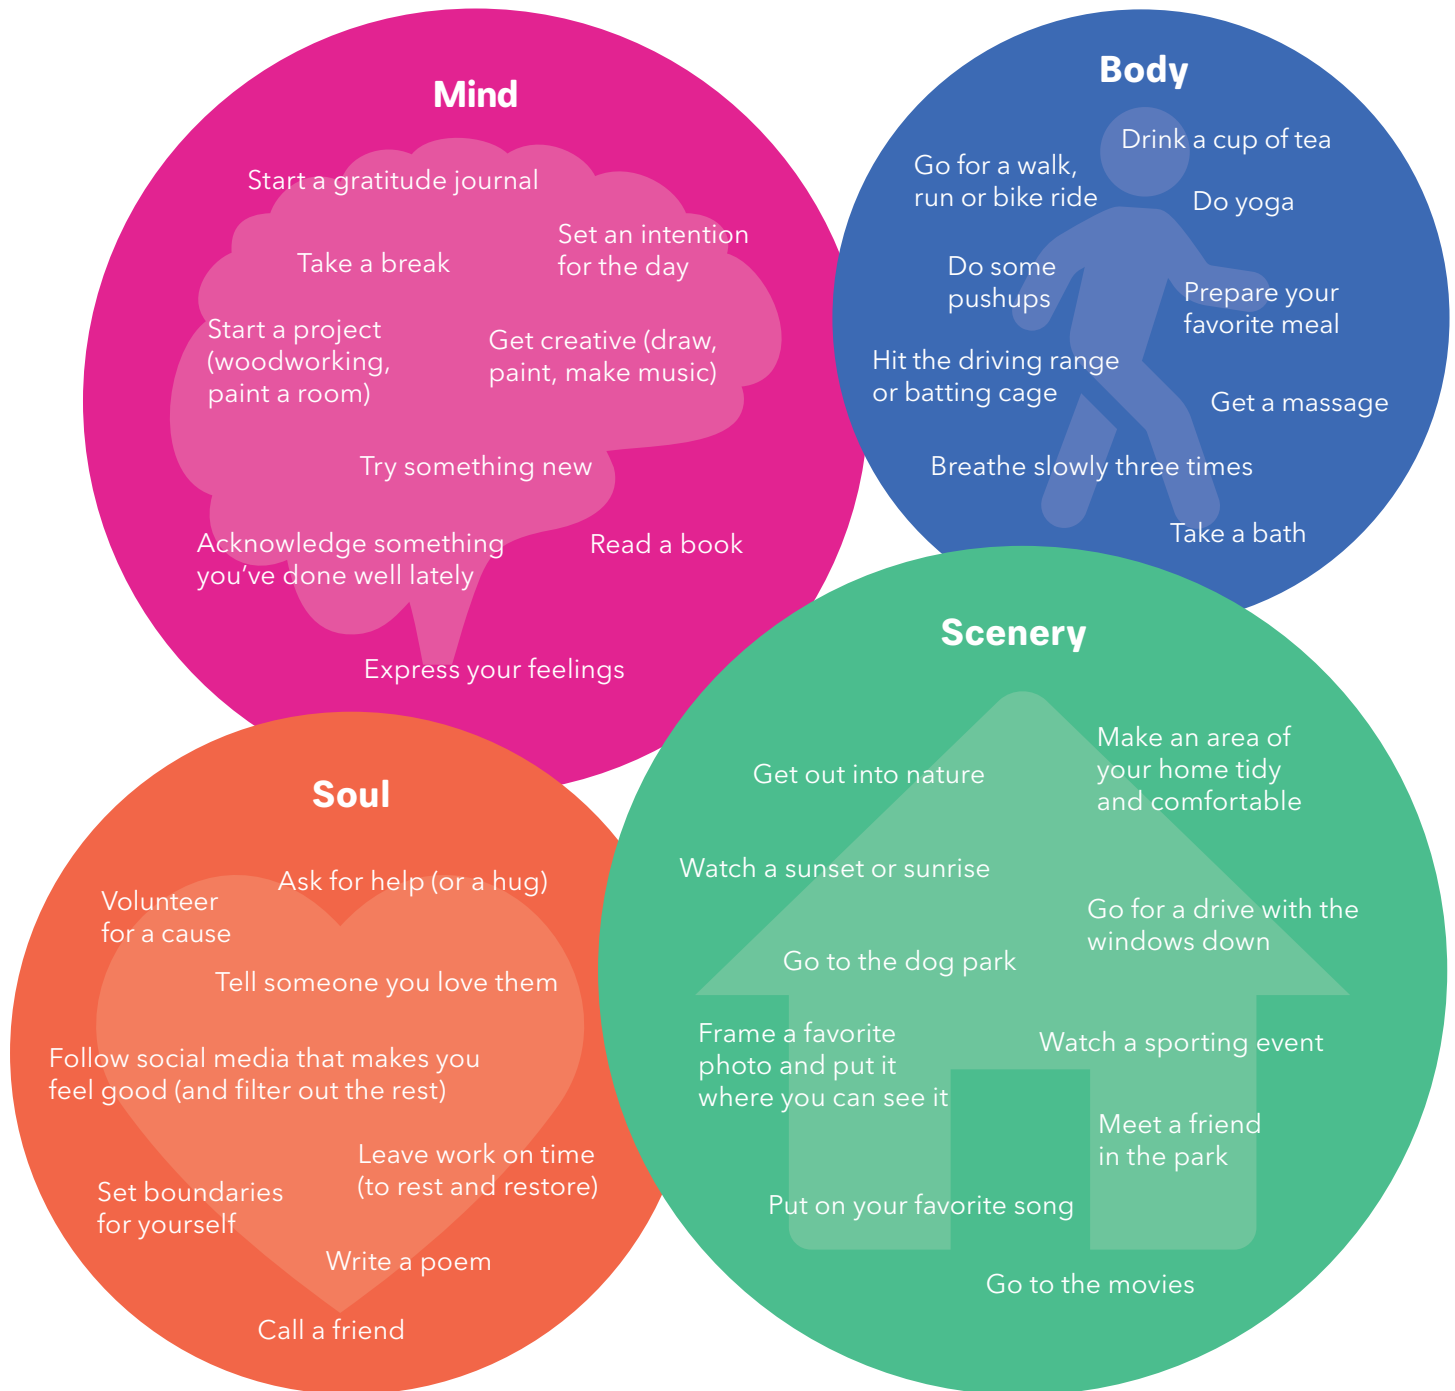 Mind
Start a gratitude journal
Set an intention
for the day
Take a break
Start a project
(woodworking,
paint a room)
Get creative (draw,
paint, make music)
Try something new
Acknowledge something
you've done well lately
Read a book
Express your feelings
Body
Drink a cup of tea
Go for a walk,
run or bike ride
Do yoga
Do some
pushups
Prepare your
favorite meal
Hit the driving range
or batting cage
Get a massage
Breathe slowly three times
Take a bath
Soul
Ask for help (or a hug)
Volunteer
for a cause
Tell someone you love them
Follow social media that makes you
feel good (and filter out the rest)
Leave work on time
(to rest and restore)
Set boundaries
for yourself
Write a poem
Call a friend
Scenery
Make an area of
your home tidy
and comfortable
Get out into nature
Watch a sunset or sunrise
Go for a drive with the
windows down
Go to the dog park
Frame a favorite
photo and put it
where you can see it
Watch a sporting event
Meet a friend
in the park
Put on your favorite song
Go to the movies